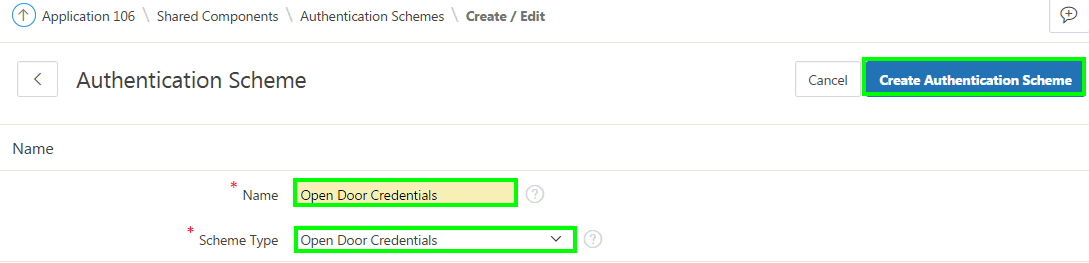 Application 106 \ Shared Components \ Authentication Schemes \ Create / Edit
Authentication Scheme
Cancel
Create Authentication Scheme
Name
* Name Open Door Credentials ?
* Scheme Type Open Door Credentials ?